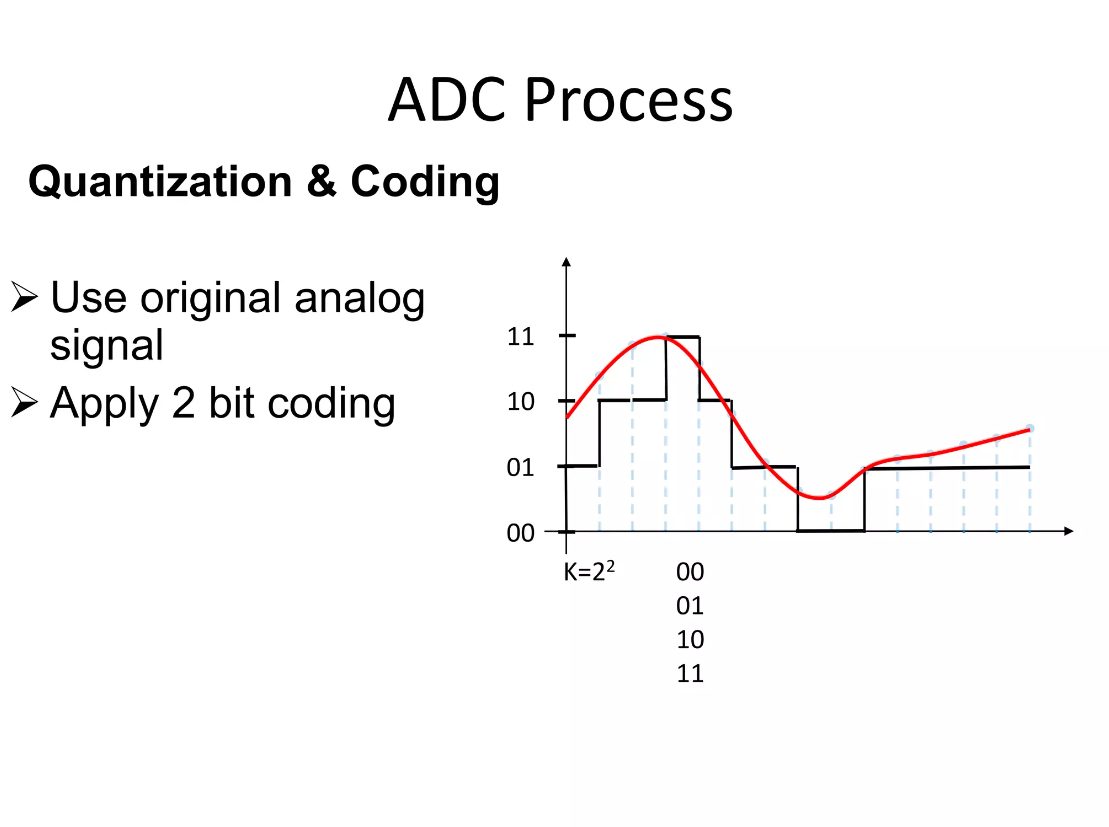 ADC Process
Quantization & Coding
➢ Use original analog
signal
➢ Apply 2 bit coding
11
10
01
00
K=2²
00
01
10
11